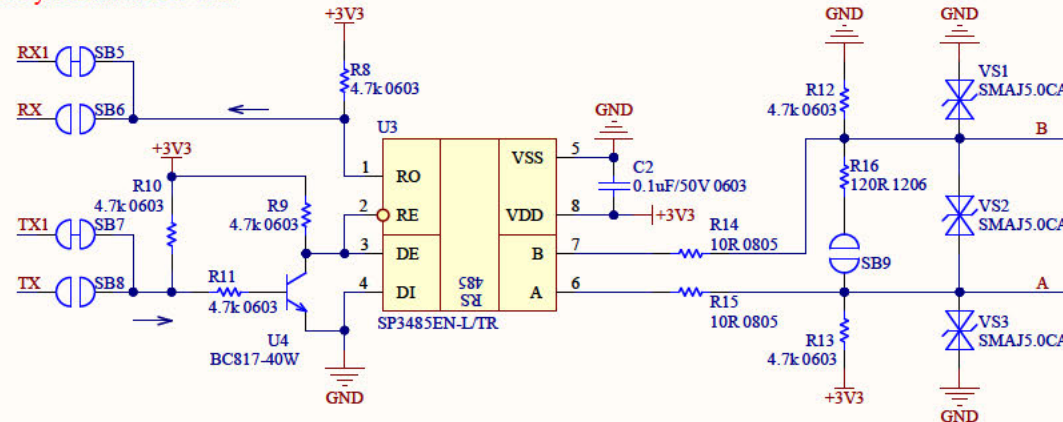 +3V3
GND
GND
RX1
SB5
R8
4.7k 0603
R12
4.7k 0603
VS1
SMAJ5.0CA
RX
SB6
U3
GND
B
+3V3
1
RO
VSS
5
C2
0.1uF/50V 0603
R16
120R 1206
R10
4.7k 0603
R9
4.7k 0603
2
RE
VDD
8
+3V3
VS2
SMAJ5.0CA
TX1
SB7
3
DE
B
7
R14
10R 0805
SB9
TX
SB8
R11
4.7k 0603
4
DI
RS
485
A
6
R15
10R 0805
A
U4
BC817-40W
SP3485EN-L/TR
R13
4.7k 0603
VS3
SMAJ5.0CA
GND
+3V3
GND